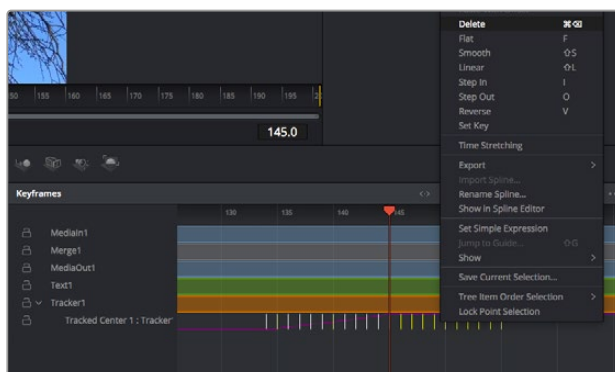 Delete ⌘⌫
Flat F
Smooth ⇧S
Linear ⇧L
Step In I
Step Out O
Reverse V
Set Key
Time Stretching
Export >
Import Spline...
Rename Spline...
Show in Spline Editor
Set Simple Expression
Jump to Guide... ⇧G
Show >
Save Current Selection...
Tree Item Order Selection >
Lock Point Selection
155 160 165 170 175 180 185 190 195
145.0
Keyframes
130 135 140 145
MediaIn1
Merge1
MediaOut1
Text1
Tracker1
Tracked Center 1 : Tracker